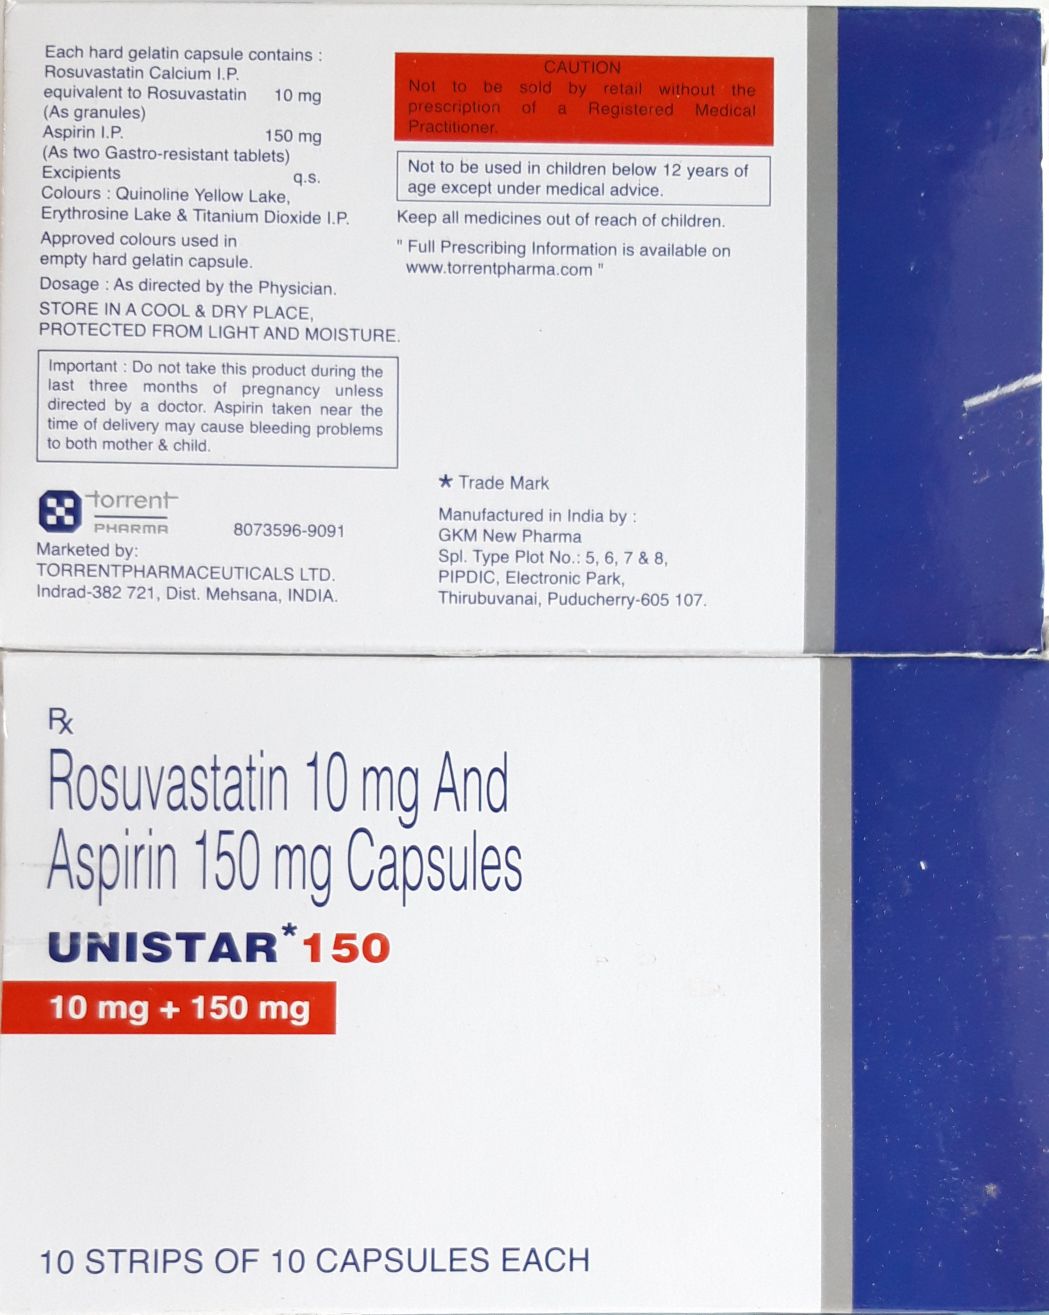 Each hard gelatin capsule contains :
Rosuvastatin Calcium I.P.
equivalent to Rosuvastatin 10 mg
(As granules)
Aspirin I.P. 150 mg
(As two Gastro-resistant tablets)
Excipients q.s.
Colours : Quinoline Yellow Lake,
Erythrosine Lake & Titanium Dioxide I.P.
Approved colours used in
empty hard gelatin capsule.
Dosage : As directed by the Physician.
STORE IN A COOL & DRY PLACE,
PROTECTED FROM LIGHT AND MOISTURE.
Important : Do not take this product during the
last three months of pregnancy unless
directed by a doctor. Aspirin taken near the
time of delivery may cause bleeding problems
to both mother & child.
torrent
PHARMA
8073596-9091
Marketed by:
TORRENTPHARMACEUTICALS LTD.
Indrad-382 721, Dist. Mehsana, INDIA.
CAUTION
Not to be sold by retail without the
prescription of a Registered Medical
Practitioner.
Not to be used in children below 12 years of
age except under medical advice.
Keep all medicines out of reach of children.
" Full Prescribing Information is available on
www.torrentpharma.com "
* Trade Mark
Manufactured in India by :
GKM New Pharma
Spl. Type Plot No.: 5, 6, 7 & 8,
PIPDIC, Electronic Park,
Thirubuvanai, Puducherry-605 107.
Rx
Rosuvastatin 10 mg And
Aspirin 150 mg Capsules
UNISTAR*150
10 mg + 150 mg
10 STRIPS OF 10 CAPSULES EACH